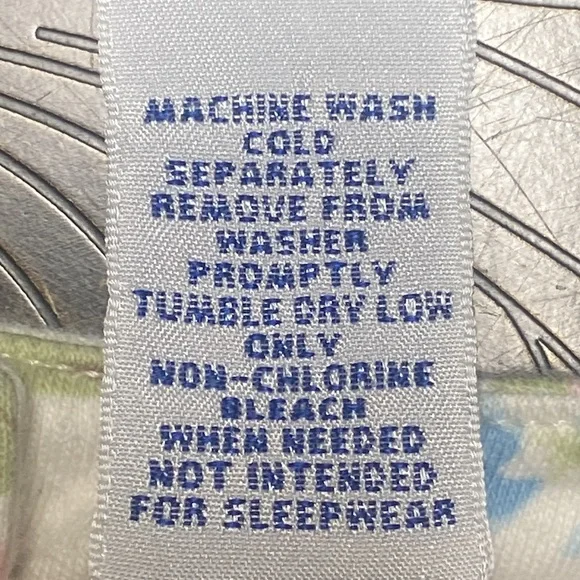 MACHINE WASH
COLD
SEPARATELY
REMOVE FROM
WASHER
PROMPTLY
TUMBLE DRY LOW
ONLY
NON-CHLORINE
BLEACH
WHEN NEEDED
NOT INTENDED
FOR SLEEPWEAR